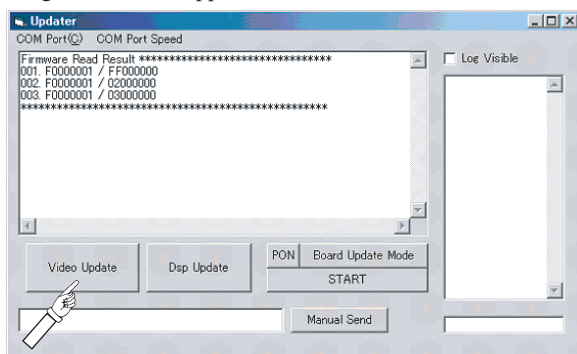 Updater
COM Port(C) COM Port Speed
Firmware Read Result ********************************
001. F0000001 / FF000000
002. F0000001 / 02000000
003. F0000001 / 03000000
***************************************************
Log Visible
Video Update
Dsp Update
PON
Board Update Mode
START
Manual Send